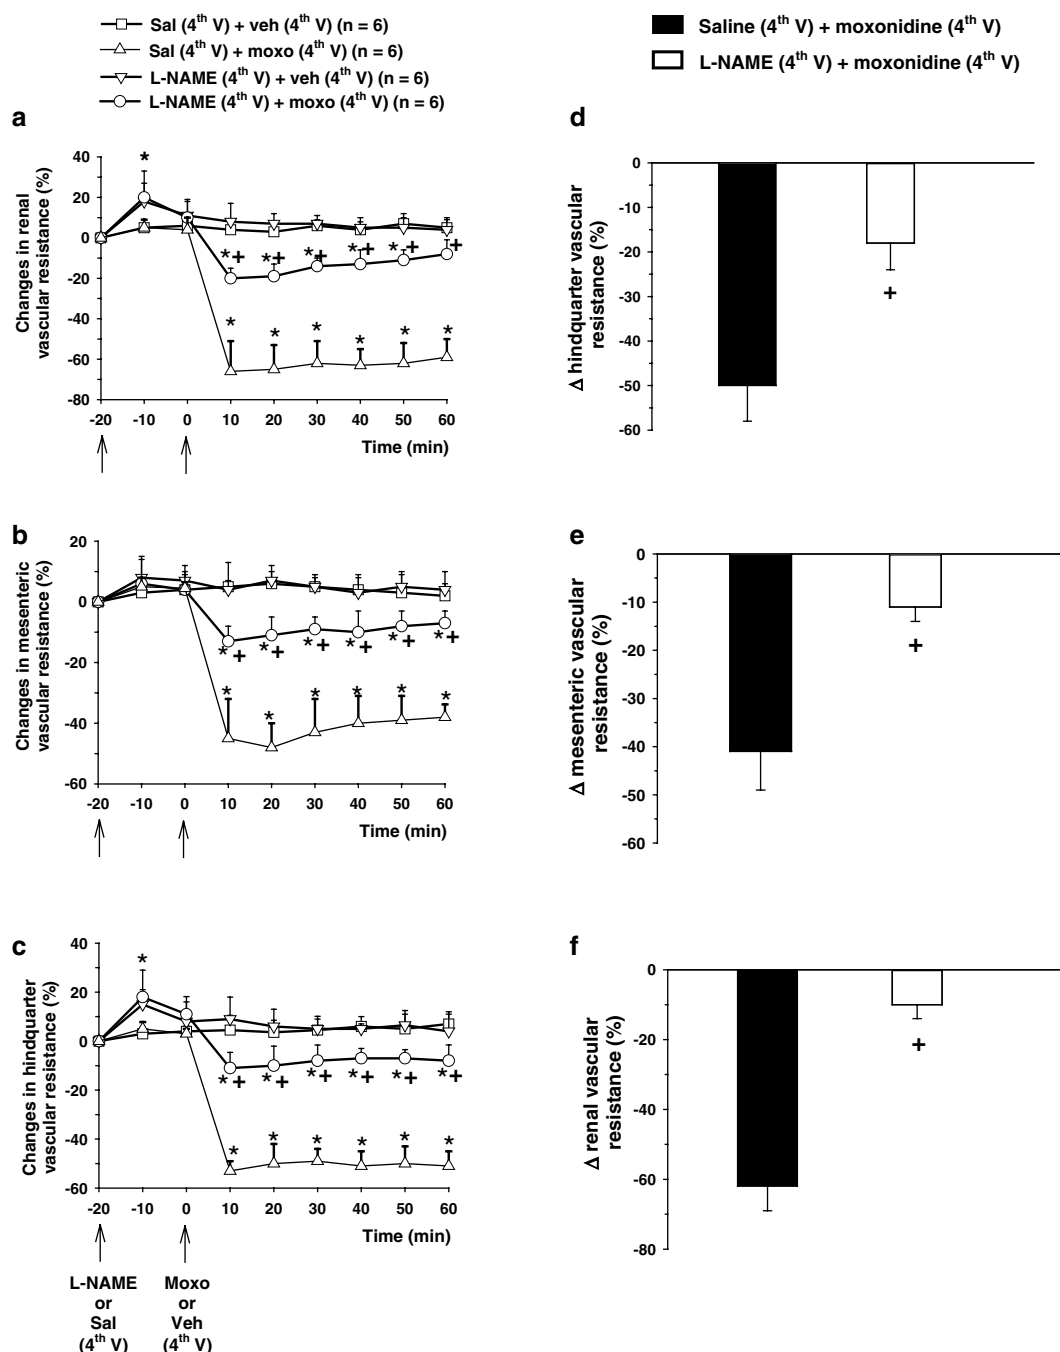 Sal (4th V) + veh (4th V) (n = 6)
Sal (4th V) + moxo (4th V) (n = 6)
L-NAME (4th V) + veh (4th V) (n = 6)
L-NAME (4th V) + moxo (4th V) (n = 6)
Saline (4th V) + moxonidine (4th V)
L-NAME (4th V) + moxonidine (4th V)
a
Changes in renal
vascular resistance (%)
40
20
0
-20
-40
-60
-80
* *+ *+ *+ *+ *+ +
* * * * * *
-20 -10 0 10 20 30 40 50 60
Time (min)
b
Changes in mesenteric
vascular resistance (%)
20
0
-20
-40
-60
*+ *+ *+ *+ *+ *+
* * * * * *
-20 -10 0 10 20 30 40 50 60
Time (min)
c
Changes in hindquarter
vascular resistance (%)
40
20
0
-20
-40
-60
* *+ *+ *+ *+ *+ *+
* * * * * *
-20 -10 0 10 20 30 40 50 60
Time (min)
L-NAME
or
Sal
(4th V)
Moxo
or
Veh
(4th V)
d
Δ hindquarter vascular
resistance (%)
0
-10
-20
-30
-40
-50
-60
+
e
Δ mesenteric vascular
resistance (%)
0
-10
-20
-30
-40
-50
-60
+
f
Δ renal vascular
resistance (%)
0
-20
-40
-60
-80
+